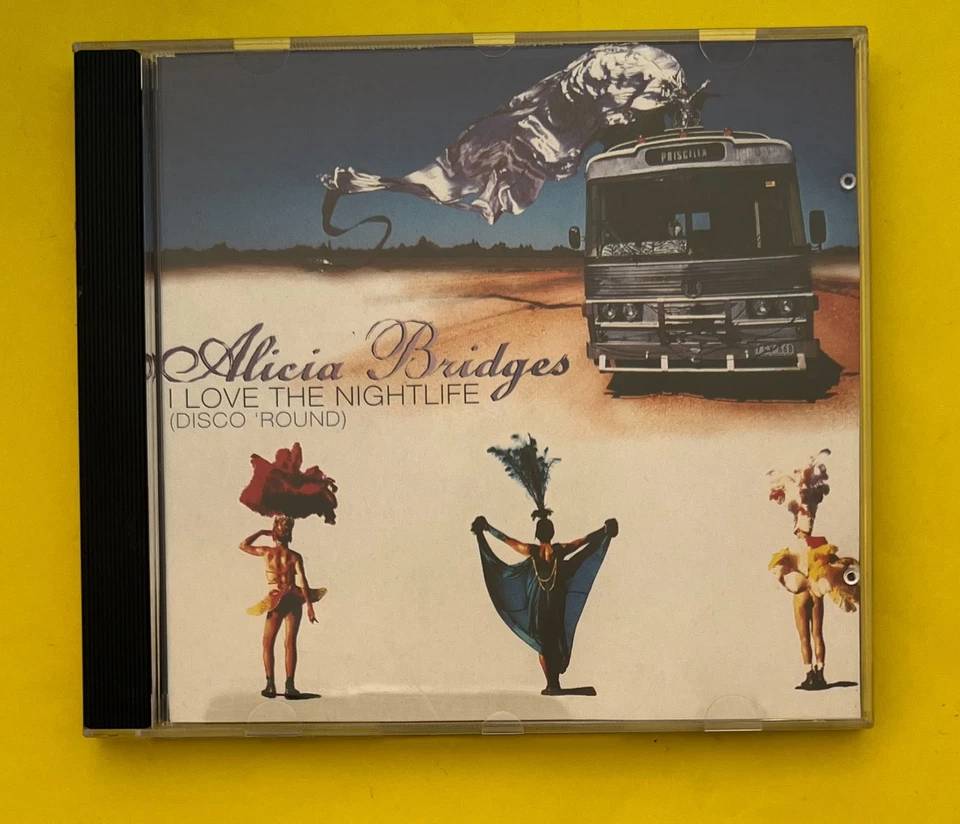 PRISCILLA
Alicia Bridges
I LOVE THE NIGHTLIFE
(DISCO 'ROUND)